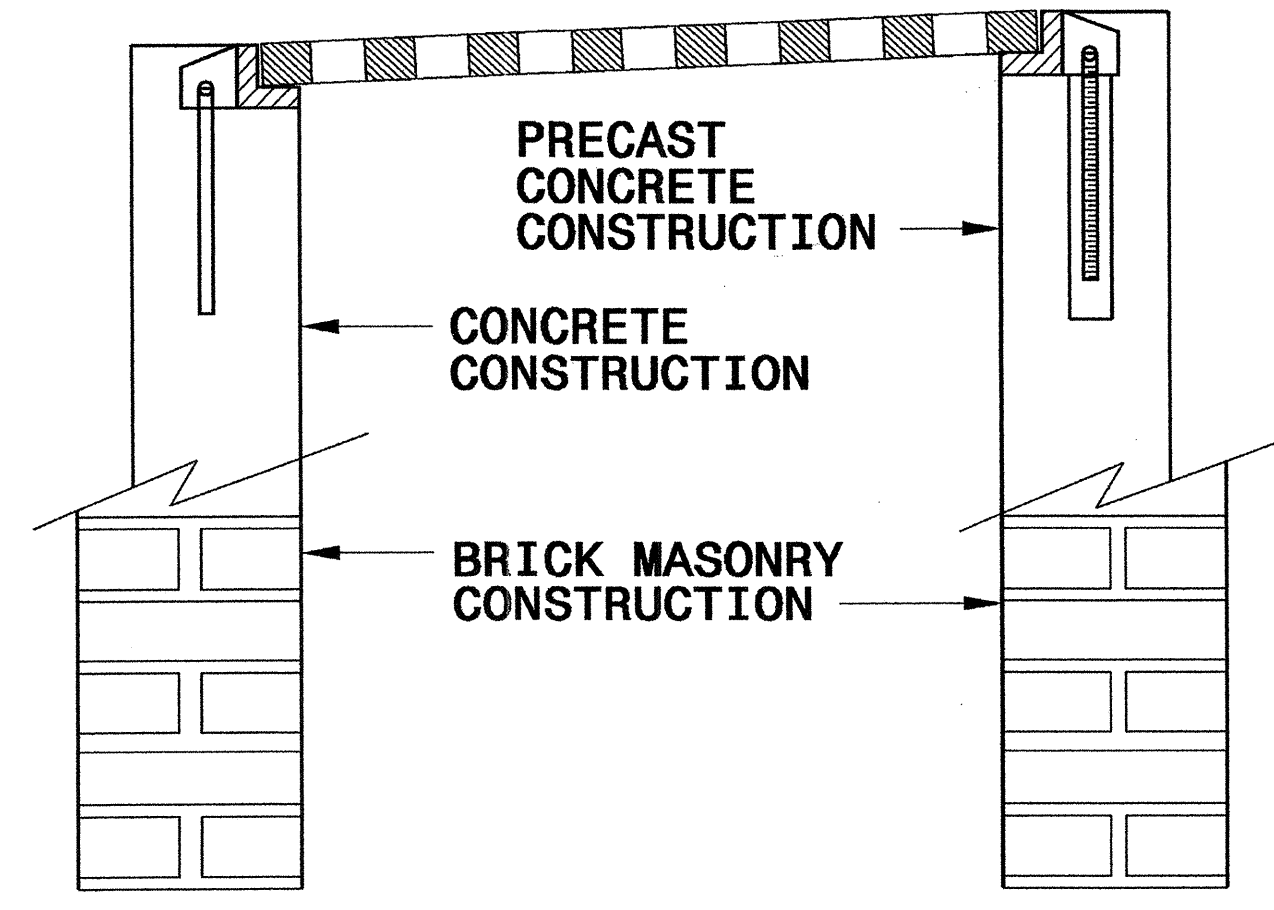 PRECAST
CONCRETE
CONSTRUCTION
CONCRETE
CONSTRUCTION
BRICK MASONRY
CONSTRUCTION